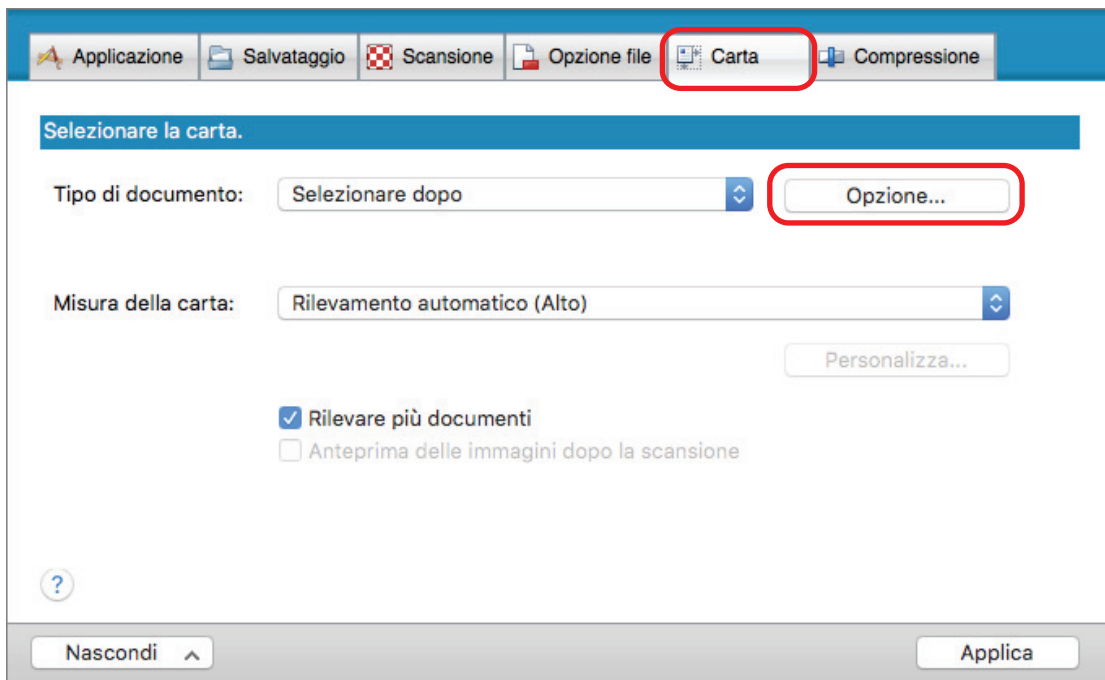 Applicazione Salvataggio Scansione Opzione file Carta Compressione
Selezionare la carta.
Tipo di documento: Selezionare dopo Opzione...
Misura della carta: Rilevamento automatico (Alto)
Personalizza...
Rilevare più documenti
Anteprima delle immagini dopo la scansione
?
Nascondi Applica